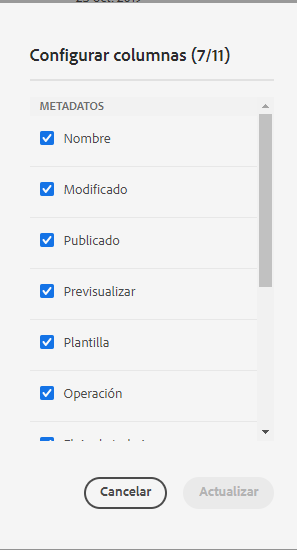 Configurar columnas (7/11)
METADATOS
Nombre
Modificado
Publicado
Previsualizar
Plantilla
Operación
Cancelar
Actualizar